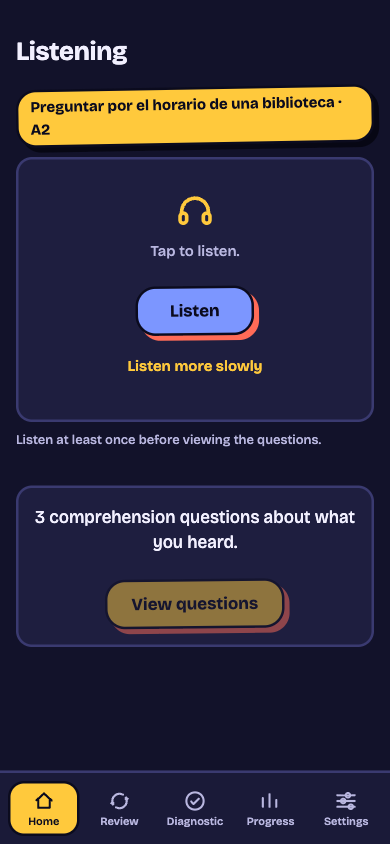 Listening
Preguntar por el horario de una biblioteca ·
A2
Tap to listen.
Listen
Listen more slowly
Listen at least once before viewing the questions.
3 comprehension questions about what
you heard.
View questions
Home
Review
Diagnostic
Progress
Settings